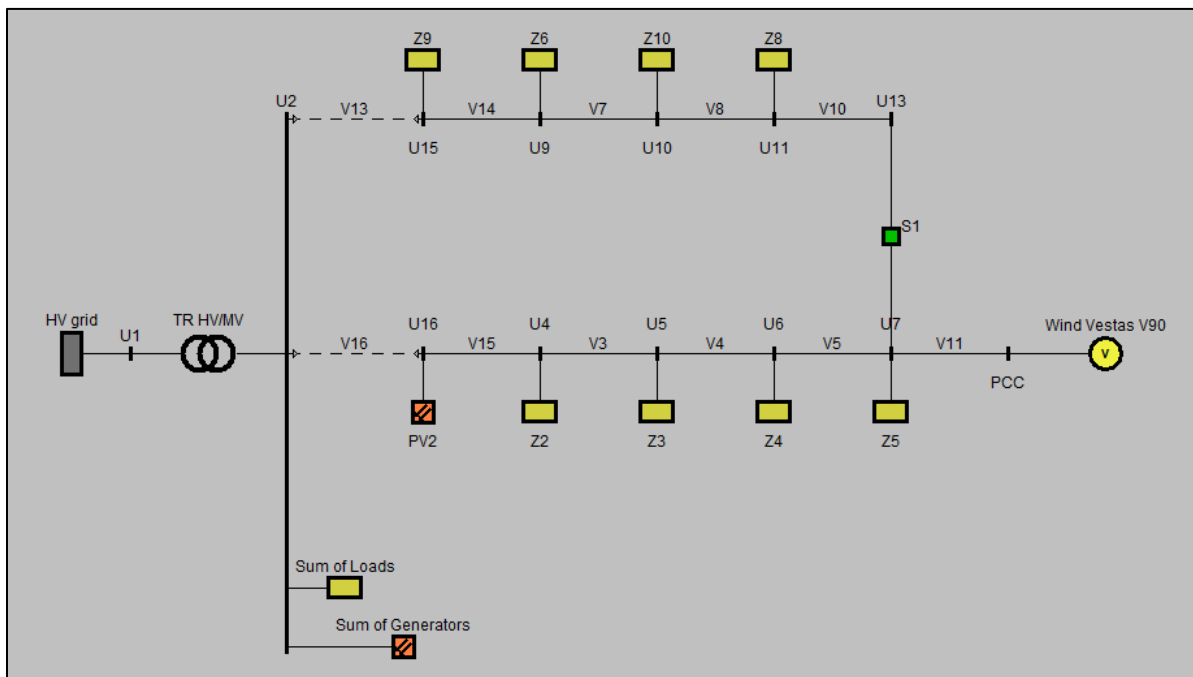 Z9 Z6 Z10 Z8
U2 V13 V14 V7 V8 V10 U13
U15 U9 U10 U11
S1
HV grid U1 TR HV/MV U16 U4 U5 U6 U7 Wind Vestas V90
V16 V15 V3 V4 V5 V11 V
PCC
PV2 Z2 Z3 Z4 Z5
Sum of Loads
Sum of Generators